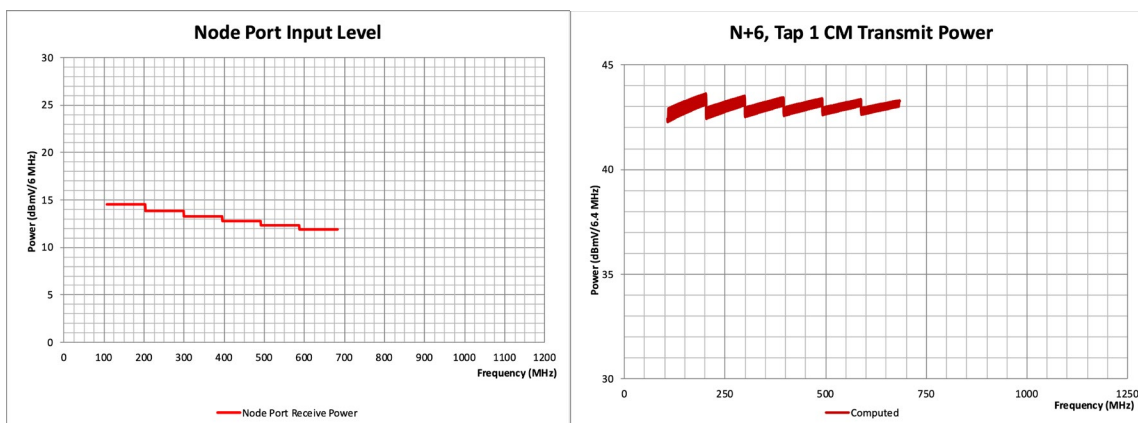 Node Port Input Level
Power (dBmV/6 MHz)
30
25
20
15
10
5
0
0 100 200 300 400 500 600 700 800 900 1000 1100 1200
Frequency (MHz)
Node Port Receive Power
N+6, Tap 1 CM Transmit Power
Power (dBmV/6.4 MHz)
45
40
35
30
0 250 500 750 1000 1250
Frequency (MHz)
Computed